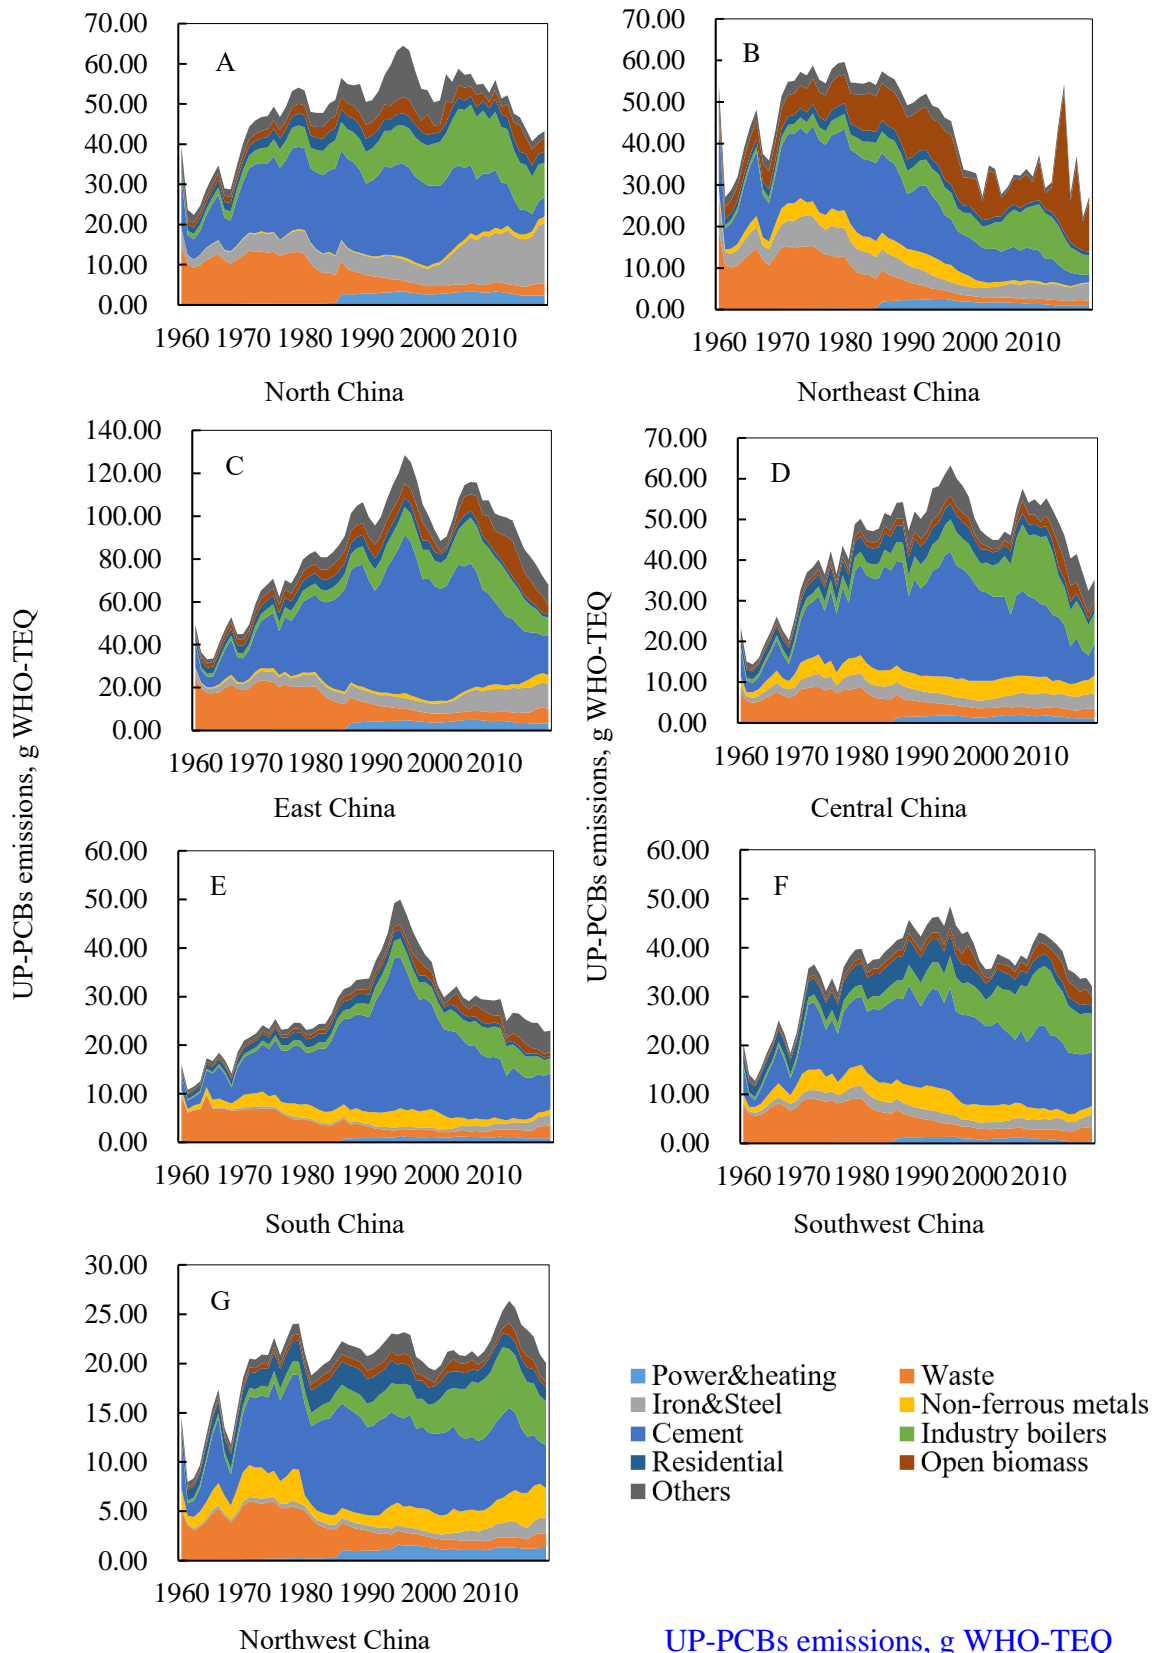 70.00
60.00
50.00
40.00
30.00
20.00
10.00
0.00
A
1960 1970 1980 1990 2000 2010
North China
70.00
60.00
50.00
40.00
30.00
20.00
10.00
0.00
B
1960 1970 1980 1990 2000 2010
Northeast China
UP-PCBs emissions, g WHO-TEQ
140.00
120.00
100.00
80.00
60.00
40.00
20.00
0.00
C
1960 1970 1980 1990 2000 2010
East China
UP-PCBs emissions, g WHO-TEQ
70.00
60.00
50.00
40.00
30.00
20.00
10.00
0.00
D
1960 1970 1980 1990 2000 2010
Central China
60.00
50.00
40.00
30.00
20.00
10.00
0.00
E
1960 1970 1980 1990 2000 2010
South China
60.00
50.00
40.00
30.00
20.00
10.00
0.00
F
1960 1970 1980 1990 2000 2010
Southwest China
30.00
25.00
20.00
15.00
10.00
5.00
0.00
G
1960 1970 1980 1990 2000 2010
Northwest China
Power&heating
Waste
Iron&Steel
Non-ferrous metals
Cement
Industry boilers
Residential
Open biomass
Others
UP-PCBs emissions, g WHO-TEQ